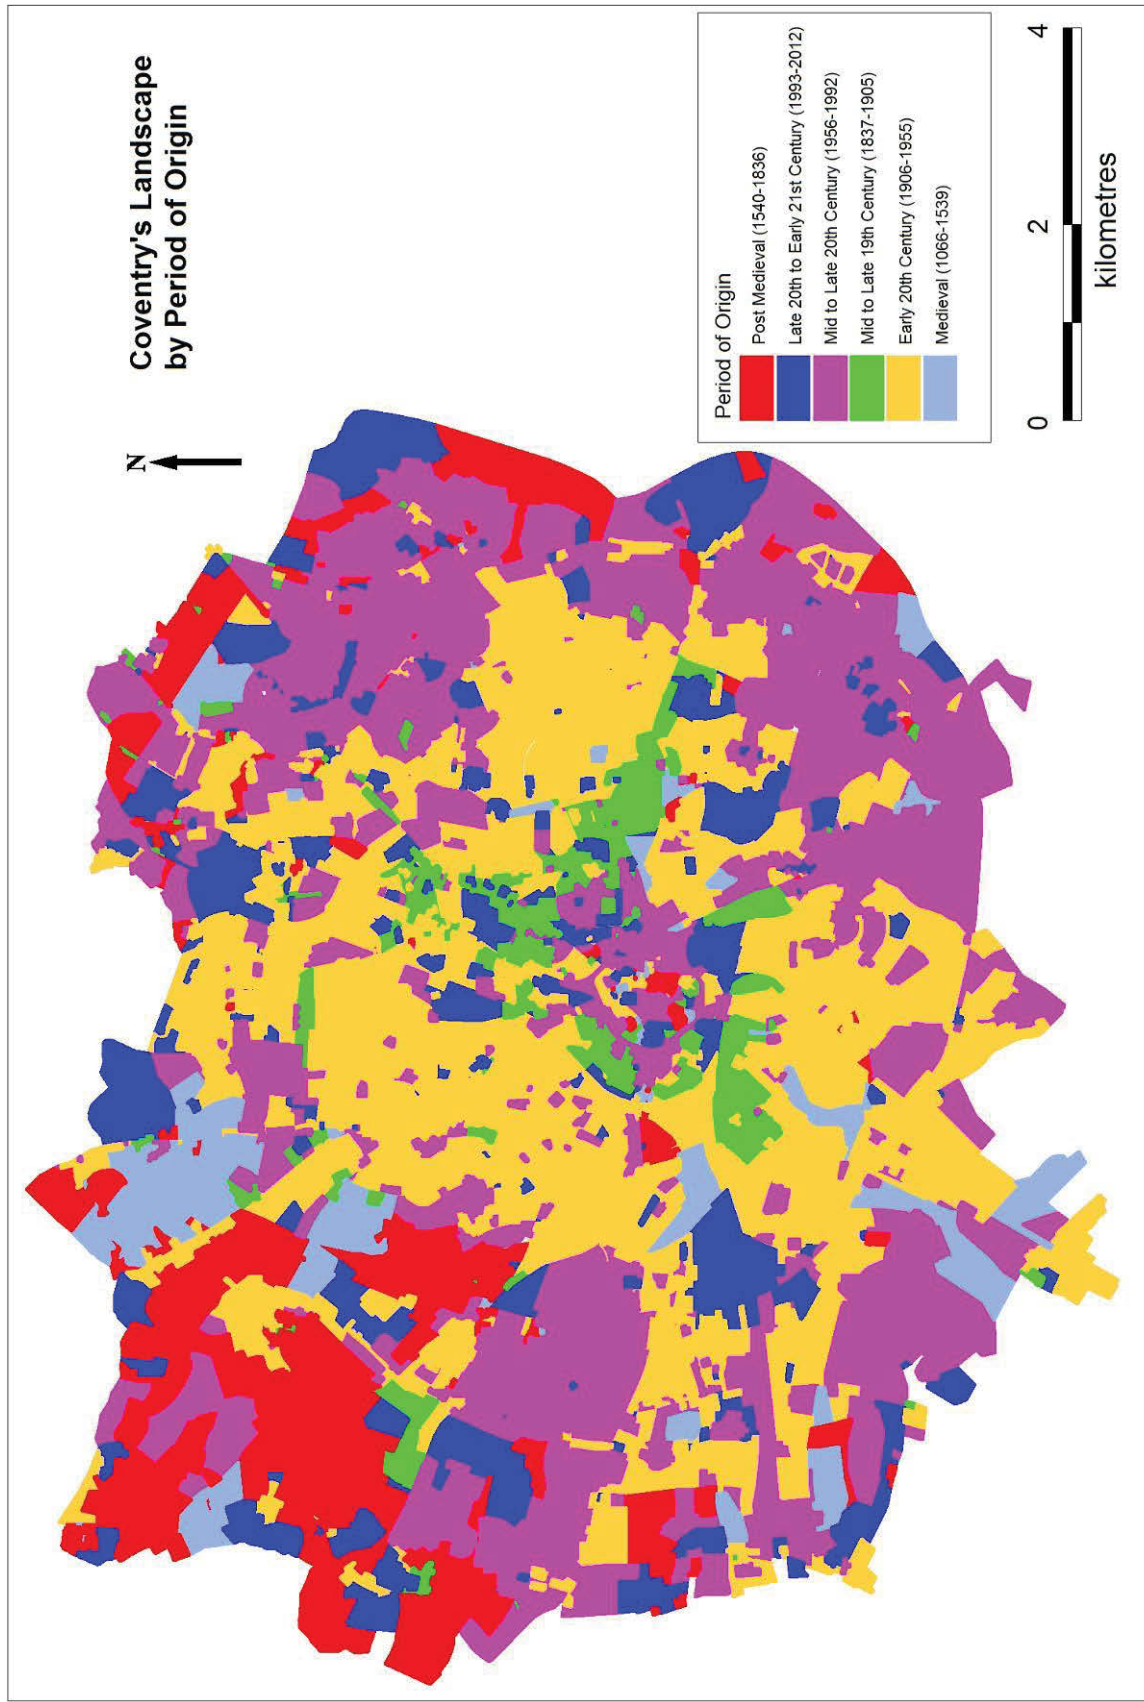 Coventry's Landscape
by Period of Origin
N
Period of Origin
Post Medieval (1540-1836)
Late 20th to Early 21st Century (1993-2012)
Mid to Late 20th Century (1956-1992)
Mid to Late 19th Century (1837-1905)
Early 20th Century (1906-1955)
Medieval (1066-1539)
0 2 4
kilometres